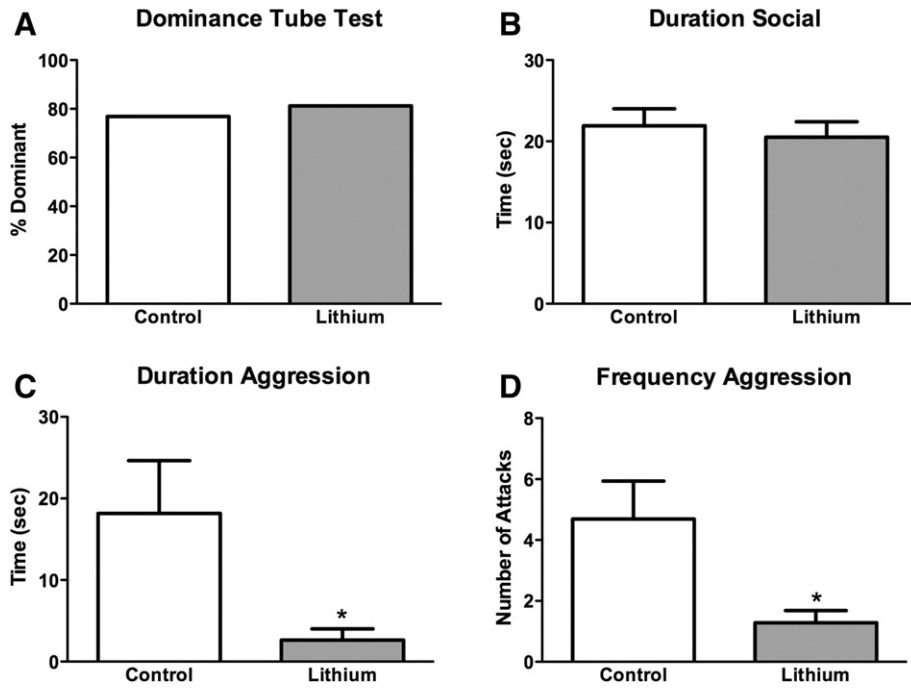 A
Dominance Tube Test
% Dominant
100
80
60
40
20
0
Control Lithium
B
Duration Social
Time (sec)
30
20
10
0
Control Lithium
C
Duration Aggression
Time (sec)
30
20
10
0
*
Control Lithium
D
Frequency Aggression
Number of Attacks
8
6
4
2
0
*
Control Lithium